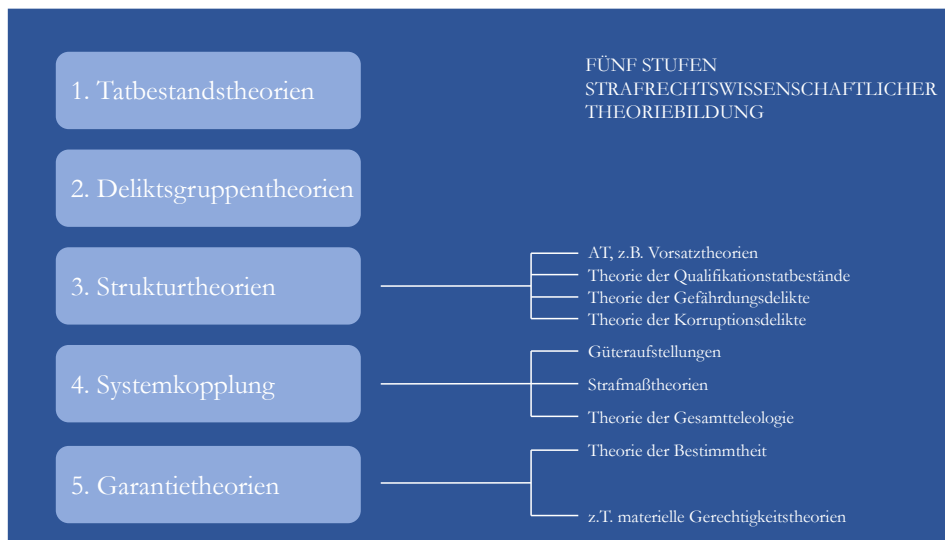 FÜNF STUFEN
STRAFRECHTSWISSENSCHAFTLICHER
THEORIEBILDUNG
1. Tatbestandstheorien
2. Deliktsgruppentheorien
3. Strukturtheorien
AT, z.B. Vorsatztheorien
Theorie der Qualifikationstatbestände
Theorie der Gefährdungsdelikte
Theorie der Korruptionsdelikte
4. Systemkopplung
Güteraufstellungen
Strafmaßtheorien
Theorie der Gesamtteleologie
5. Garantietheorien
Theorie der Bestimmtheit
z.T. materielle Gerechtigkeitstheorien